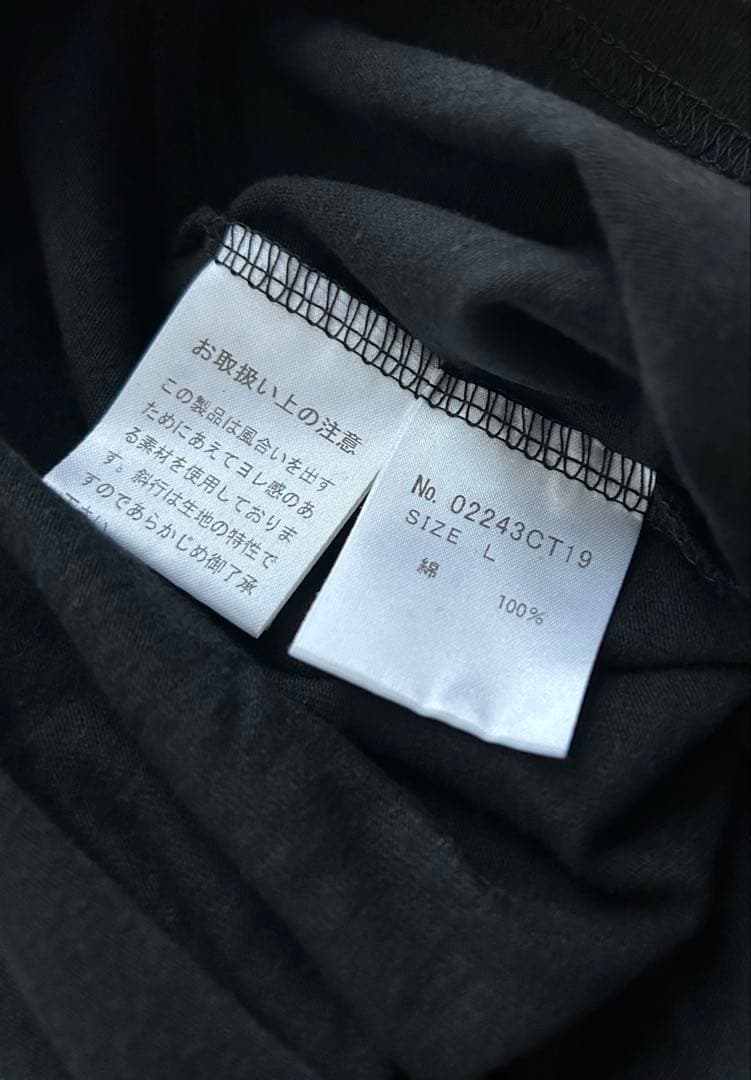 お取扱い上の注意
この製品は風合いを出す
ためにあえてヨレ感のあ
る素材を使用しておりま
す。斜行は生地の特性で
すのであらかじめ御了承
下さい
No. 02243CT19
SIZE L
綿 100%